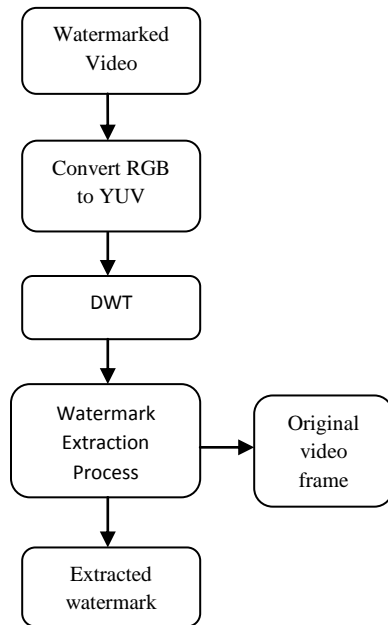 Watermarked
Video
Convert RGB
to YUV
DWT
Watermark
Extraction
Process
Original
video
frame
Extracted
watermark